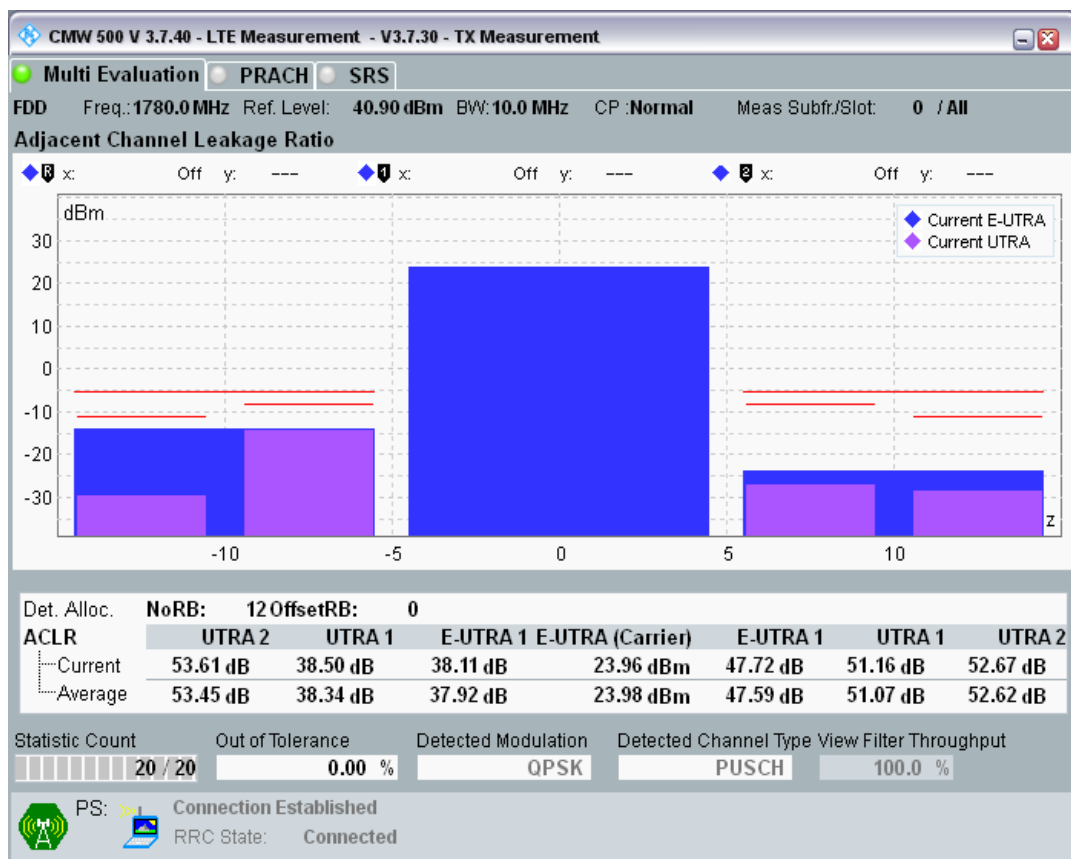 CMW 500 V 3.7.40 - LTE Measurement - V3.7.30 - TX Measurement
Multi Evaluation PRACH SRS
FDD Freq.: 1780.0 MHz Ref. Level: 40.90 dBm BW: 10.0 MHz CP :Normal Meas Subfr./Slot: 0 / All
Adjacent Channel Leakage Ratio
R x: Off y: --- 1 x: Off y: --- 2 x: Off y: ---
dBm
Current E-UTRA
Current UTRA
30
20
10
0
-10
-20
-30
z
-10 -5 0 5 10
Det. Alloc. NoRB: 12 OffsetRB: 0
ACLR UTRA 2 UTRA 1 E-UTRA 1 E-UTRA (Carrier) E-UTRA 1 UTRA 1 UTRA 2
Current 53.61 dB 38.50 dB 38.11 dB 23.96 dBm 47.72 dB 51.16 dB 52.67 dB
Average 53.45 dB 38.34 dB 37.92 dB 23.98 dBm 47.59 dB 51.07 dB 52.62 dB
Statistic Count Out of Tolerance Detected Modulation Detected Channel Type View Filter Throughput
20 / 20 0.00 % QPSK PUSCH 100.0 %
PS: Connection Established
RRC State: Connected